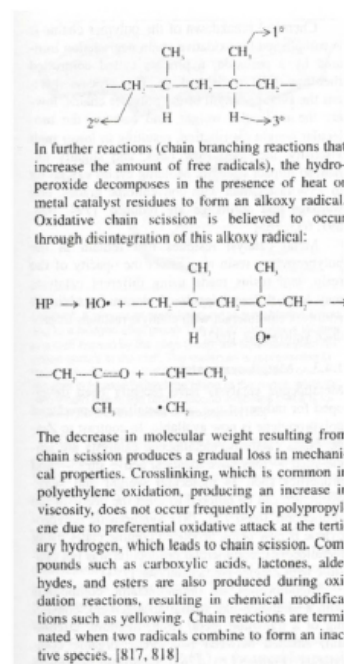 CH₃ CH₃ 1°
—CH₂—C—CH₂—C—CH₂—
2° H H 3°
In further reactions (chain branching reactions that
increase the amount of free radicals), the hydro-
peroxide decomposes in the presence of heat or
metal catalyst residues to form an alkoxy radical.
Oxidative chain scission is believed to occur
through disintegration of this alkoxy radical:
CH₃ CH₃
HP → HO• + —CH₂—C—CH₂—C—CH₂— →
H O•
—CH₂—C=O + —CH—CH₃
CH₃ •CH₂
The decrease in molecular weight resulting from
chain scission produces a gradual loss in mechani-
cal properties. Crosslinking, which is common in
polyethylene oxidation, producing an increase in
viscosity, does not occur frequently in polypropyl-
ene due to preferential oxidative attack at the terti-
ary hydrogen, which leads to chain scission. Com-
pounds such as carboxylic acids, lactones, alde-
hydes, and esters are also produced during oxi-
dation reactions, resulting in chemical modifica-
tions such as yellowing. Chain reactions are termi-
nated when two radicals combine to form an inac-
tive species. [817, 818]